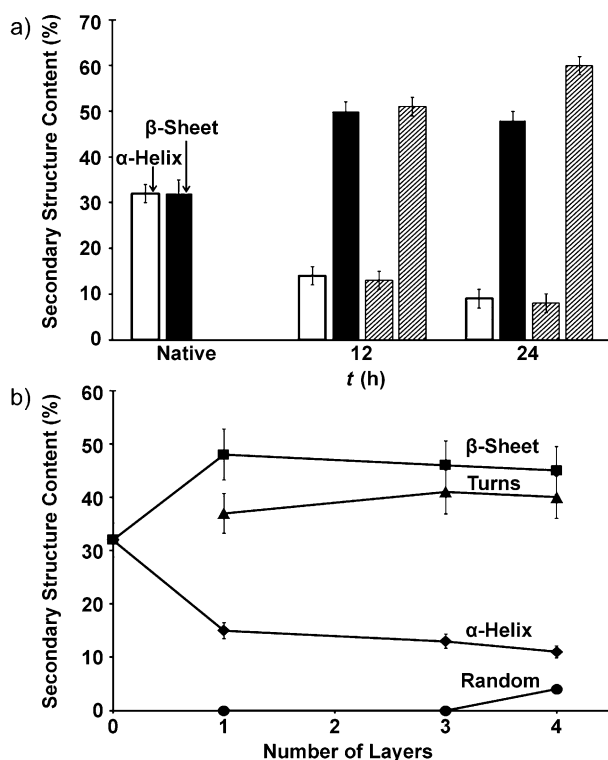 a)
Secondary Structure Content (%)
70
60
50
40
30
20
10
0
β-Sheet
α-Helix
Native
12
24
t (h)
b)
Secondary Structure Content (%)
60
50
40
30
20
10
0
β-Sheet
Turns
α-Helix
Random
0
1
2
3
4
Number of Layers